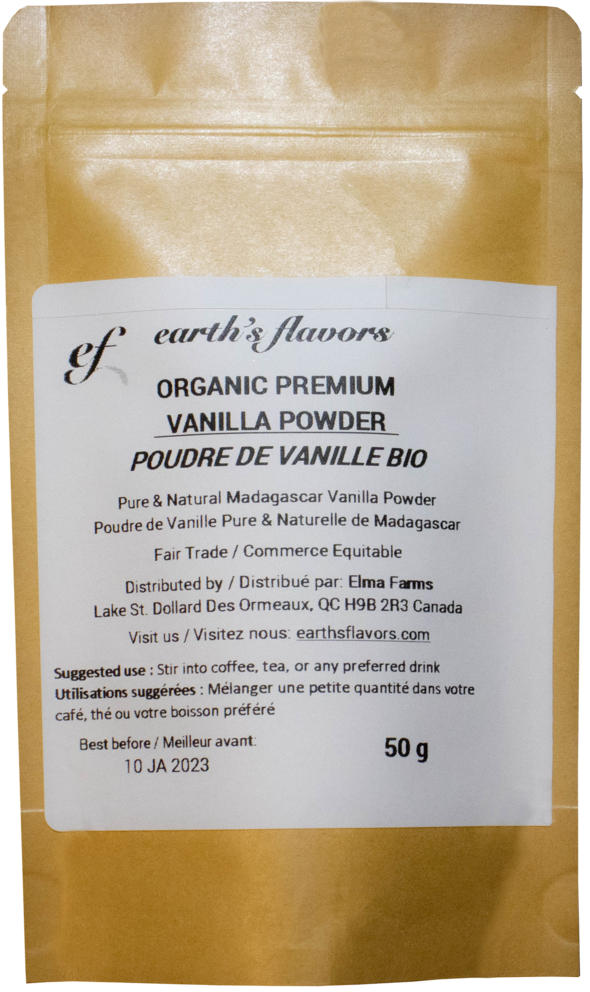 ef earth's flavors
ORGANIC PREMIUM
VANILLA POWDER
POUDRE DE VANILLE BIO
Pure & Natural Madagascar Vanilla Powder
Poudre de Vanille Pure & Naturelle de Madagascar
Fair Trade / Commerce Equitable
Distributed by / Distribué par: Elma Farms
Lake St. Dollard Des Ormeaux, QC H9B 2R3 Canada
Visit us / Visitez nous: earthsflavors.com
Suggested use : Stir into coffee, tea, or any preferred drink
Utilisations suggérées : Mélanger une petite quantité dans votre
café, thé ou votre boisson préféré
Best before / Meilleur avant: 50 g
10 JA 2023